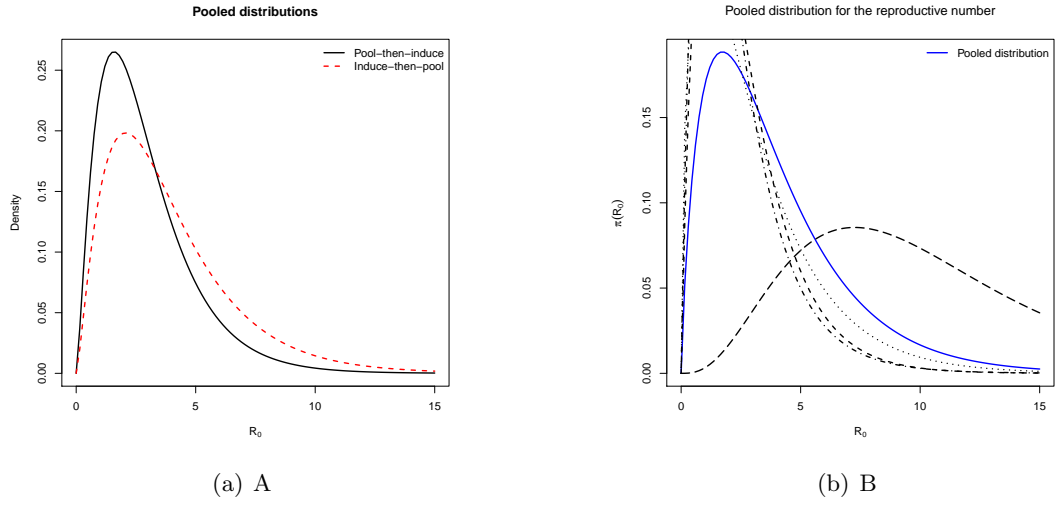 Pooled distributions
Pool−then−induce
Induce−then−pool
0.25
0.20
0.15
0.10
0.05
0.00
Density
0
5
10
15
R₀
(a) A
Pooled distribution for the reproductive number
Pooled distribution
0.15
0.10
0.05
0.00
π(R₀)
0
5
10
15
R₀
(b) B